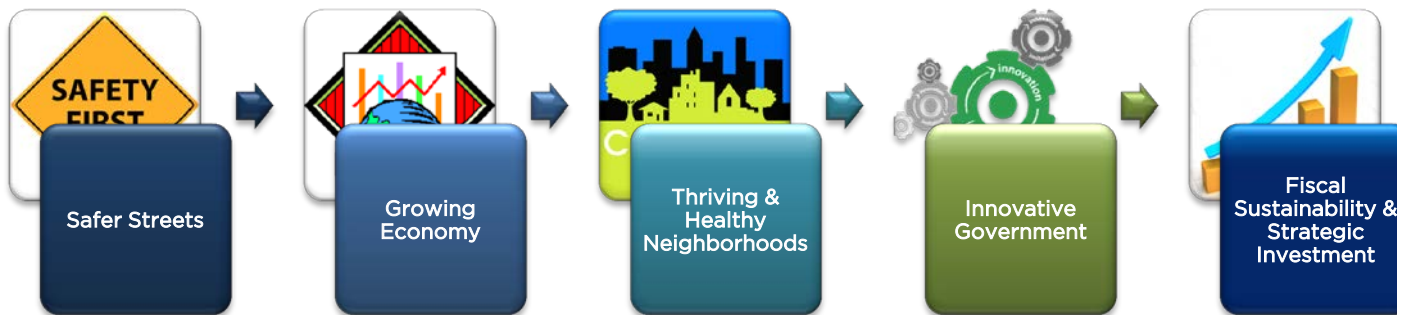 SAFETY
FIRST
Safer Streets
Growing
Economy
C
Thriving &
Healthy
Neighborhoods
innovation
Innovative
Government
Fiscal
Sustainability &
Strategic
Investment